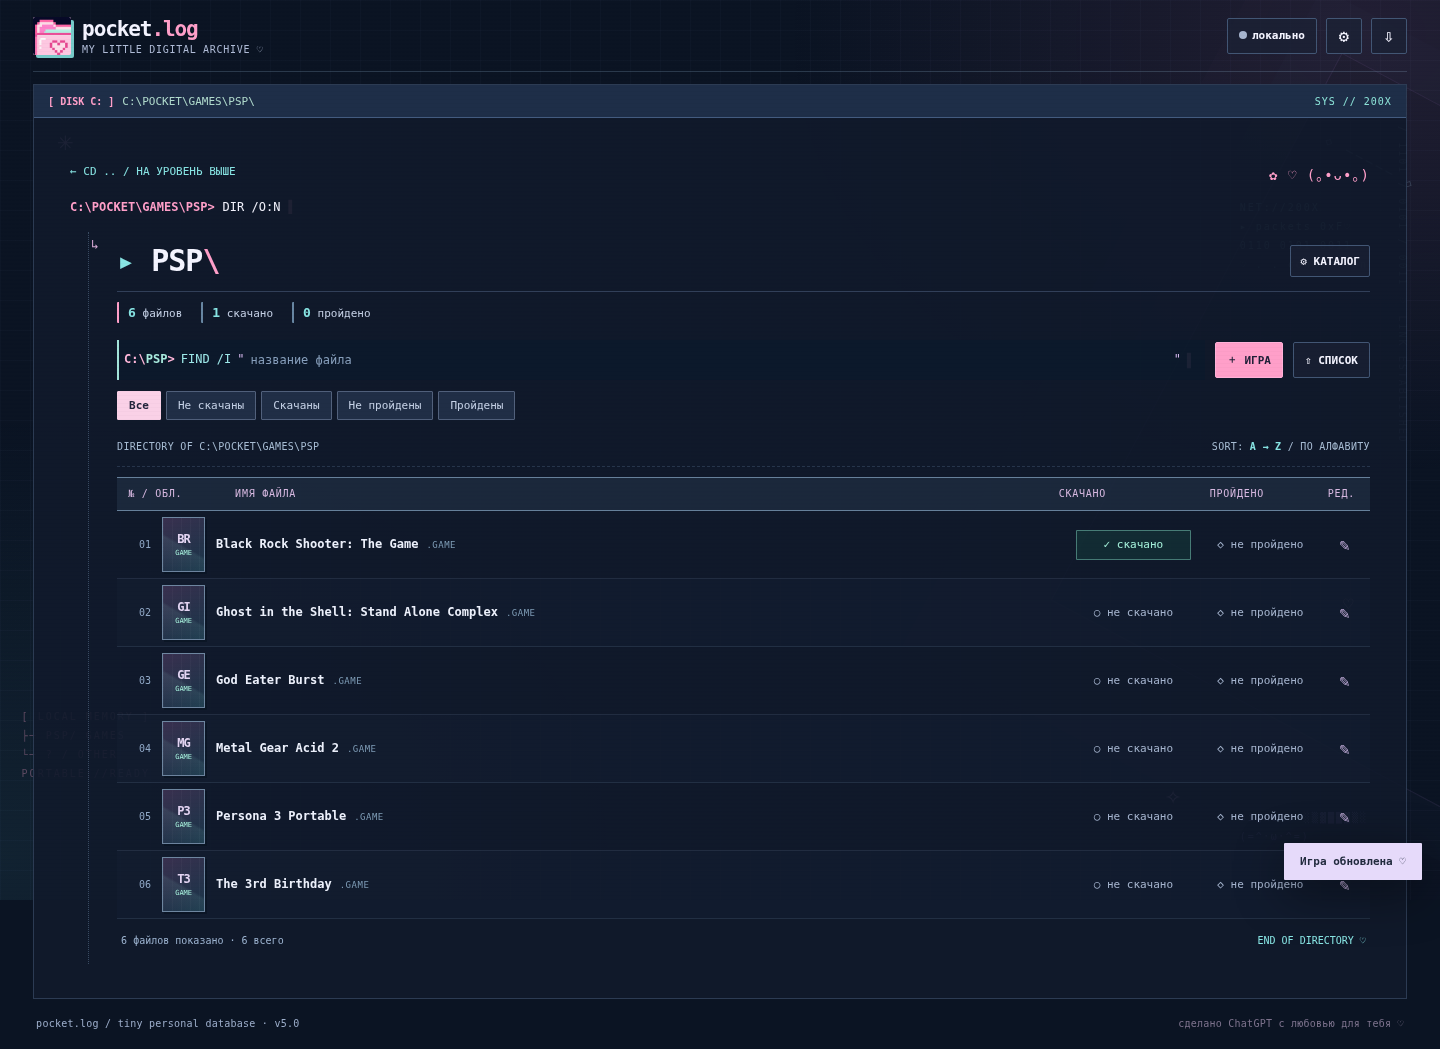 pocket.log
MY LITTLE DIGITAL ARCHIVE ♡
локально
[ DISK C: ] C:\POCKET\GAMES\PSP\
SYS // 200X
← CD .. / НА УРОВЕНЬ ВЫШЕ
✿ ♡ (｡•ᴗ•｡)
C:\POCKET\GAMES\PSP> DIR /O:N
↳
▶ PSP\
⚙ КАТАЛОГ
6 файлов 1 скачано 0 пройдено
C:\PSP> FIND /I " название файла "
+ ИГРА
⇧ СПИСОК
Все Не скачаны Скачаны Не пройдены Пройдены
DIRECTORY OF C:\POCKET\GAMES\PSP
SORT: A → Z / ПО АЛФАВИТУ
№ / ОБЛ. ИМЯ ФАЙЛА СКАЧАНО ПРОЙДЕНО РЕД.
01 BR GAME Black Rock Shooter: The Game .GAME ✓ скачано ◇ не пройдено ✎
02 GI GAME Ghost in the Shell: Stand Alone Complex .GAME ○ не скачано ◇ не пройдено ✎
03 GE GAME God Eater Burst .GAME ○ не скачано ◇ не пройдено ✎
04 MG GAME Metal Gear Acid 2 .GAME ○ не скачано ◇ не пройдено ✎
05 P3 GAME Persona 3 Portable .GAME ○ не скачано ◇ не пройдено ✎
06 T3 GAME The 3rd Birthday .GAME ○ не скачано ◇ не пройдено ✎
Игра обновлена ♡
6 файлов показано · 6 всего
END OF DIRECTORY ♡
pocket.log / tiny personal database · v5.0
сделано ChatGPT с любовью для тебя ♡